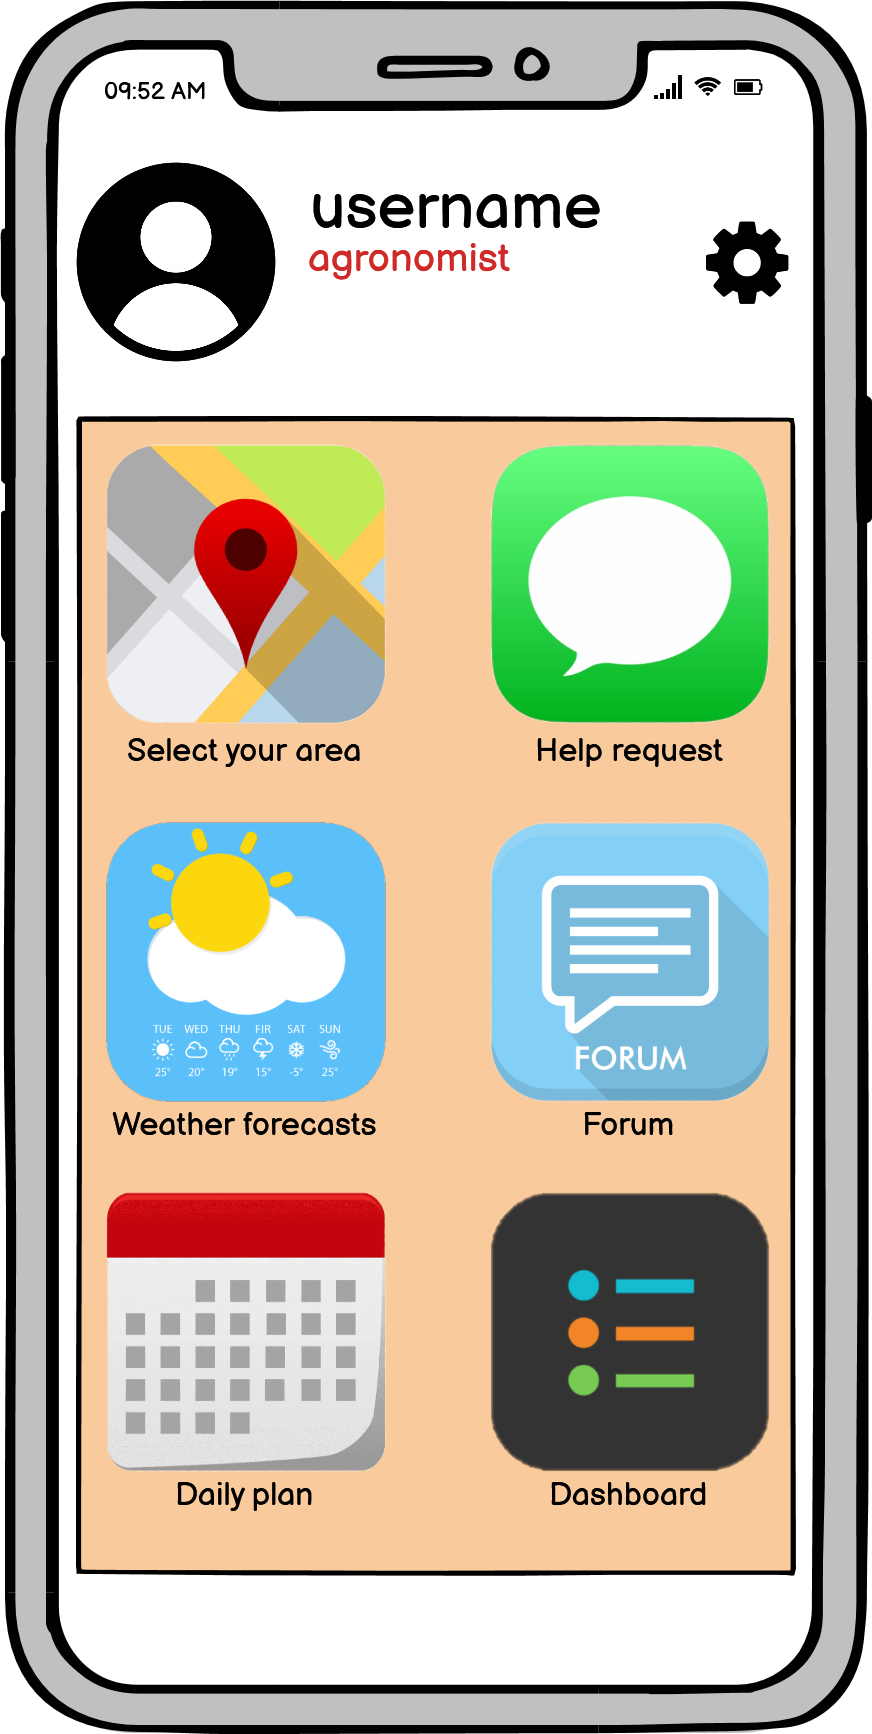 09:52 AM
username
agronomist
Select your area
Help request
TUE WED THU FIR SAT SUN
25° 20° 19° 15° -5° 25°
FORUM
Weather forecasts
Forum
Daily plan
Dashboard